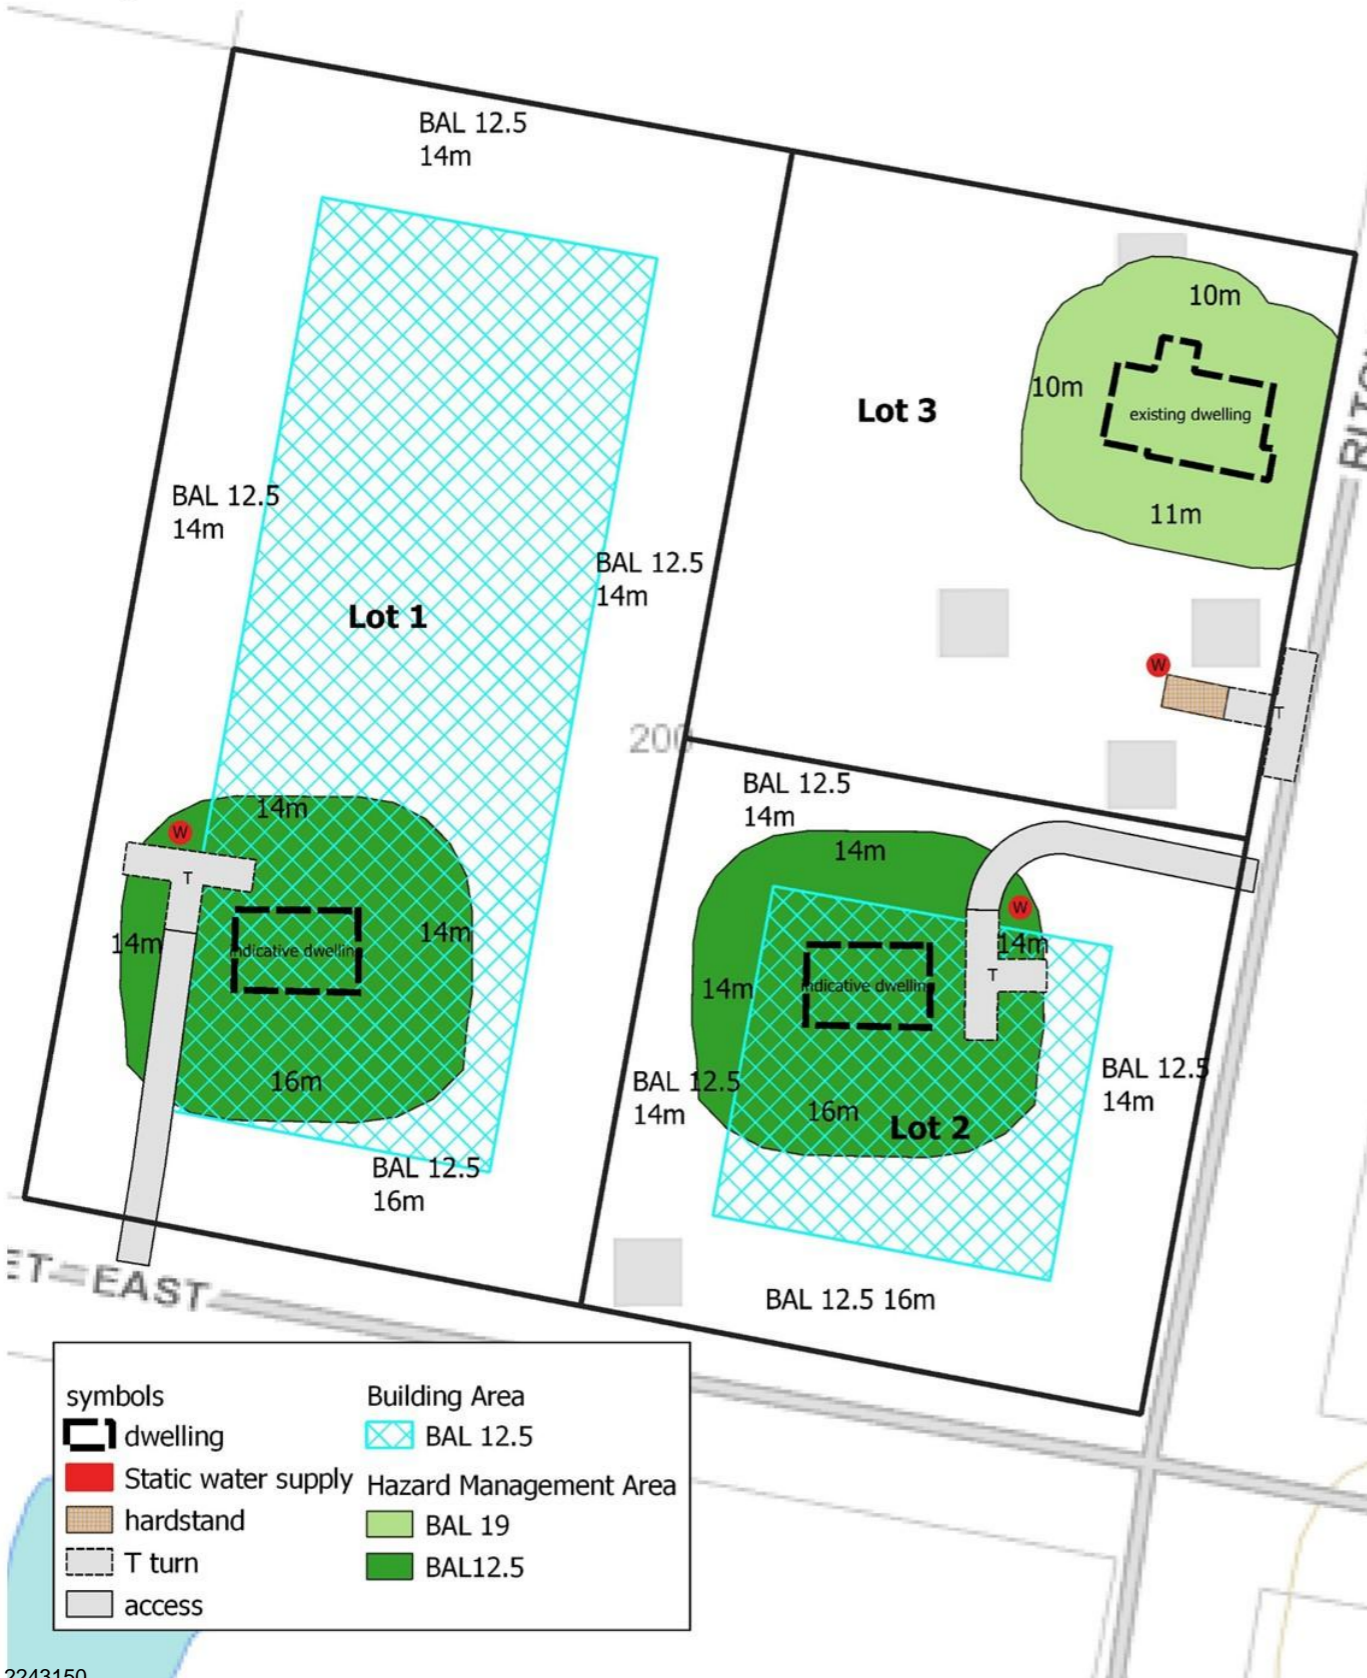 BAL 12.5
14m
10m
10m
Lot 3
existing dwelling
BAL 12.5
14m
11m
BAL 12.5
14m
Lot 1
W
T
200
BAL 12.5
14m
14m
W
T
14m
14m
indicative dwelling
16m
14m
W
14m
14m
T
indicative dwelling
BAL 12.5
14m
16m
Lot 2
BAL 12.5
14m
BAL 12.5
16m
EAST
BAL 12.5 16m
symbols
dwelling
Static water supply
hardstand
T turn
access
Building Area
BAL 12.5
Hazard Management Area
BAL 19
BAL12.5
2243150